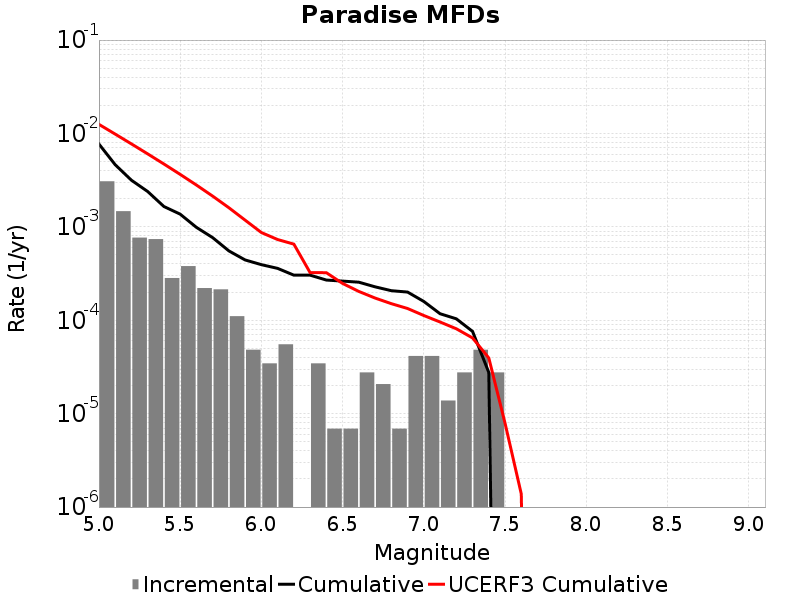 Paradise MFDs
10-1
10-2
10-3
10-4
10-5
10-6
Rate (1/yr)
5.0 5.5 6.0 6.5 7.0 7.5 8.0 8.5 9.0
Magnitude
Incremental Cumulative UCERF3 Cumulative